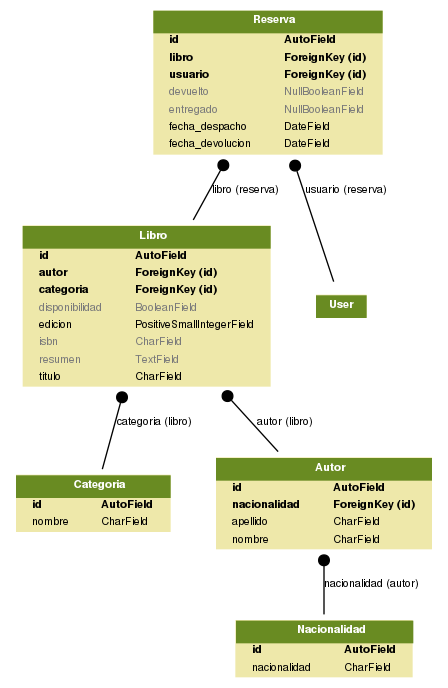 Reserva
id AutoField
libro ForeignKey (id)
usuario ForeignKey (id)
devuelto NullBooleanField
entregado NullBooleanField
fecha_despacho DateField
fecha_devolucion DateField
libro (reserva)
usuario (reserva)
Libro
id AutoField
autor ForeignKey (id)
categoria ForeignKey (id)
disponibilidad BooleanField
edicion PositiveSmallIntegerField
isbn CharField
resumen TextField
titulo CharField
User
categoria (libro)
autor (libro)
Categoria
id AutoField
nombre CharField
Autor
id AutoField
nacionalidad ForeignKey (id)
apellido CharField
nombre CharField
nacionalidad (autor)
Nacionalidad
id AutoField
nacionalidad CharField